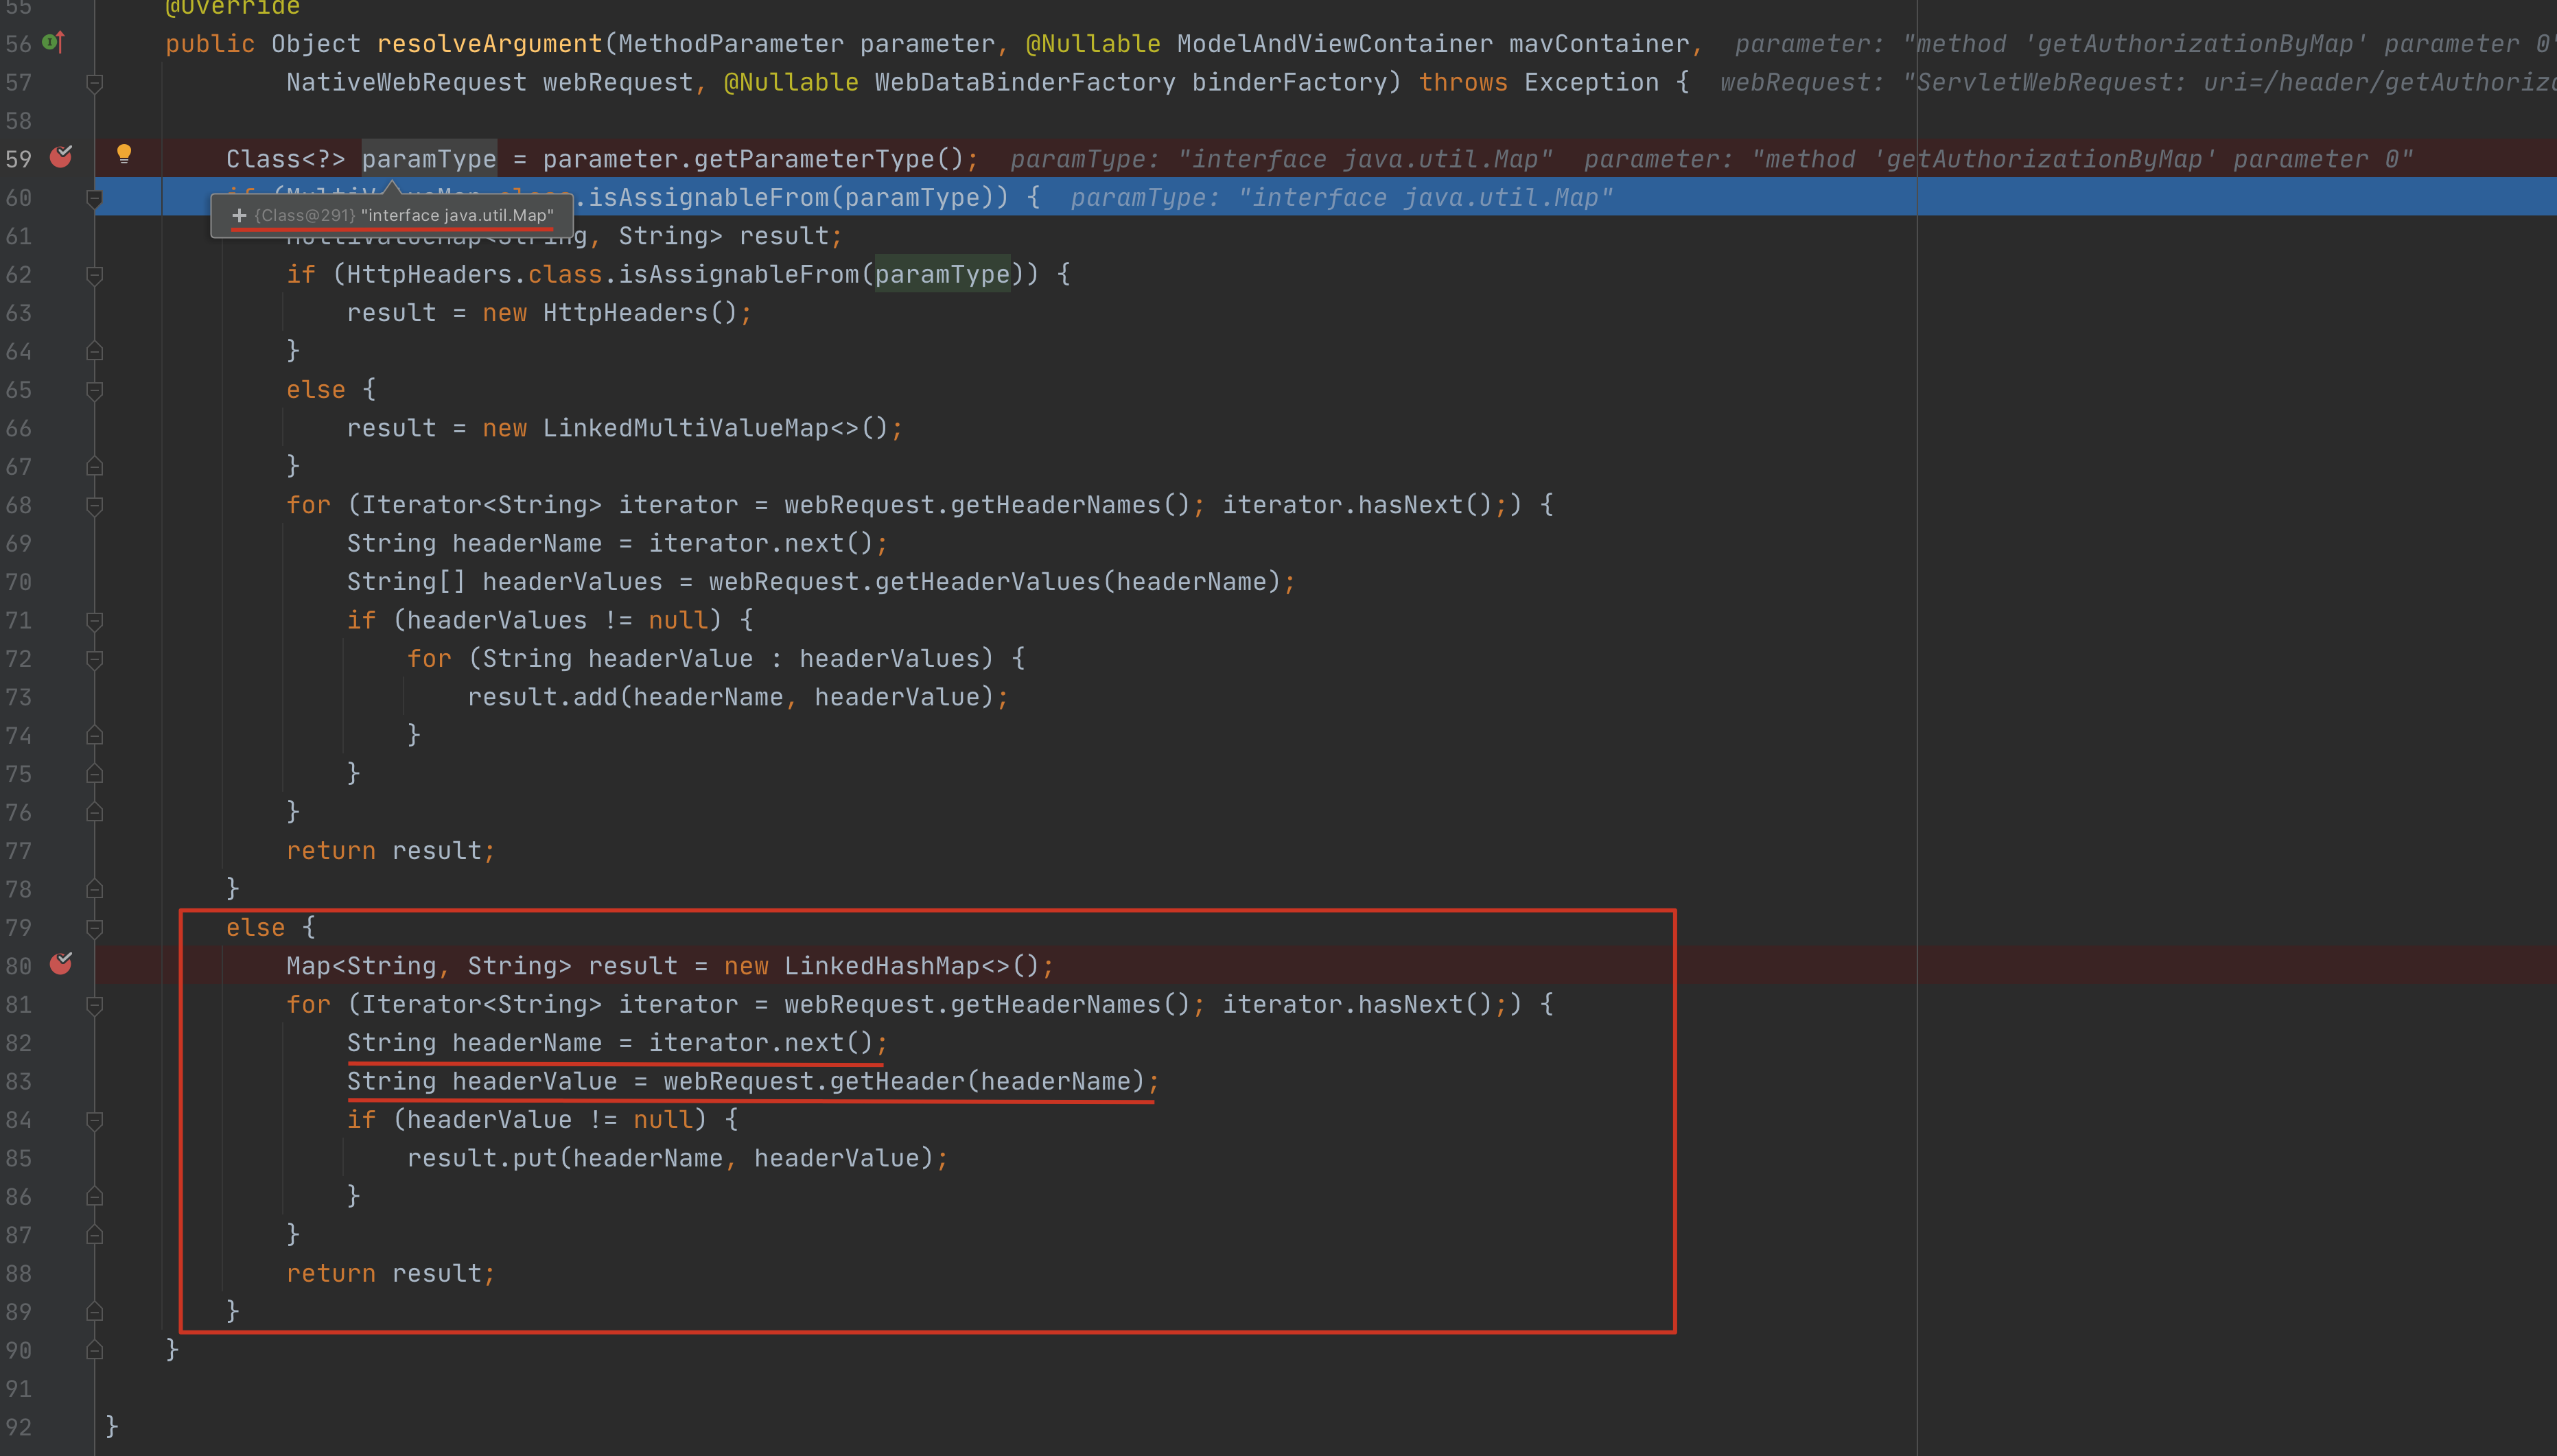 55 @Override
56 public Object resolveArgument(MethodParameter parameter, @Nullable ModelAndViewContainer mavContainer, parameter: "method 'getAuthorizationByMap' parameter 0"
57 NativeWebRequest webRequest, @Nullable WebDataBinderFactory binderFactory) throws Exception { webRequest: "ServletWebRequest: uri=/header/getAuthoriz
58
59 Class<?> paramType = parameter.getParameterType(); paramType: "interface java.util.Map" parameter: "method 'getAuthorizationByMap' parameter 0"
60 .isAssignableFrom(paramType)) { paramType: "interface java.util.Map"
+ {Class@291} "interface java.util.Map"
61 String> result;
62 if (HttpHeaders.class.isAssignableFrom(paramType)) {
63 result = new HttpHeaders();
64 }
65 else {
66 result = new LinkedMultiValueMap<>();
67 }
68 for (Iterator<String> iterator = webRequest.getHeaderNames(); iterator.hasNext();) {
69 String headerName = iterator.next();
70 String[] headerValues = webRequest.getHeaderValues(headerName);
71 if (headerValues != null) {
72 for (String headerValue : headerValues) {
73 result.add(headerName, headerValue);
74 }
75 }
76 }
77 return result;
78 }
79 else {
80 Map<String, String> result = new LinkedHashMap<>();
81 for (Iterator<String> iterator = webRequest.getHeaderNames(); iterator.hasNext();) {
82 String headerName = iterator.next();
83 String headerValue = webRequest.getHeader(headerName);
84 if (headerValue != null) {
85 result.put(headerName, headerValue);
86 }
87 }
88 return result;
89 }
90 }
91
92 }